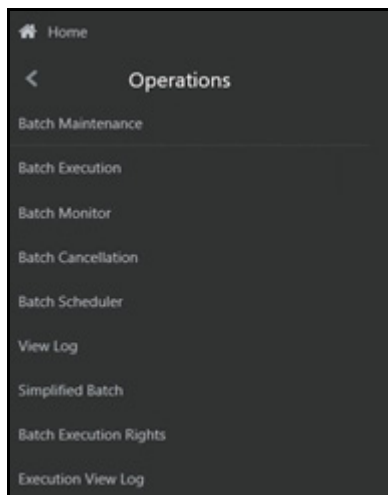 Home
Operations
Batch Maintenance
Batch Execution
Batch Monitor
Batch Cancellation
Batch Scheduler
View Log
Simplified Batch
Batch Execution Rights
Execution View Log